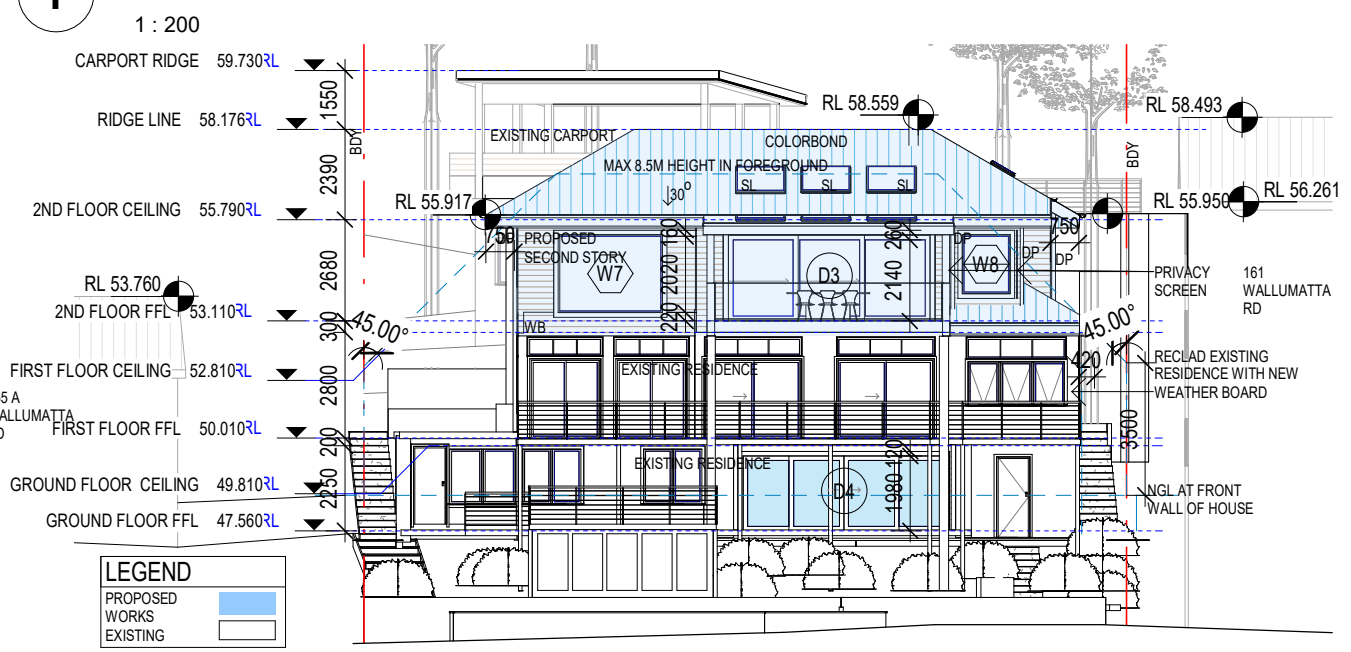 1
1 : 200
CARPORT RIDGE 59.730RL
RIDGE LINE 58.176RL
2ND FLOOR CEILING 55.790RL
RL 53.760
2ND FLOOR FFL 53.110RL
FIRST FLOOR CEILING 52.810RL
5 A
ALLUMATTA
D
FIRST FLOOR FFL 50.010RL
GROUND FLOOR CEILING 49.810RL
GROUND FLOOR FFL 47.560RL
1550
2390
2680
300
2800
200
2250
BDY
EXISTING CARPORT
COLORBOND
MAX 8.5M HEIGHT IN FOREGROUND
30°
SL
SL
SL
RL 58.559
RL 58.493
BDY
RL 55.917
RL 55.950
RL 56.261
750
DP
PROPOSED
SECOND STORY
W7
190
2020
220
WB
D3
260
2140
DP
W8
DP
DP
750
PRIVACY
SCREEN
161
WALLUMATTA
RD
45.00°
45.00°
420
EXISTING RESIDENCE
RECLAD EXISTING
RESIDENCE WITH NEW
WEATHER BOARD
3500
EXISTING RESIDENCE
D4
120
1980
NGL AT FRONT
WALL OF HOUSE
LEGEND
PROPOSED
WORKS
EXISTING